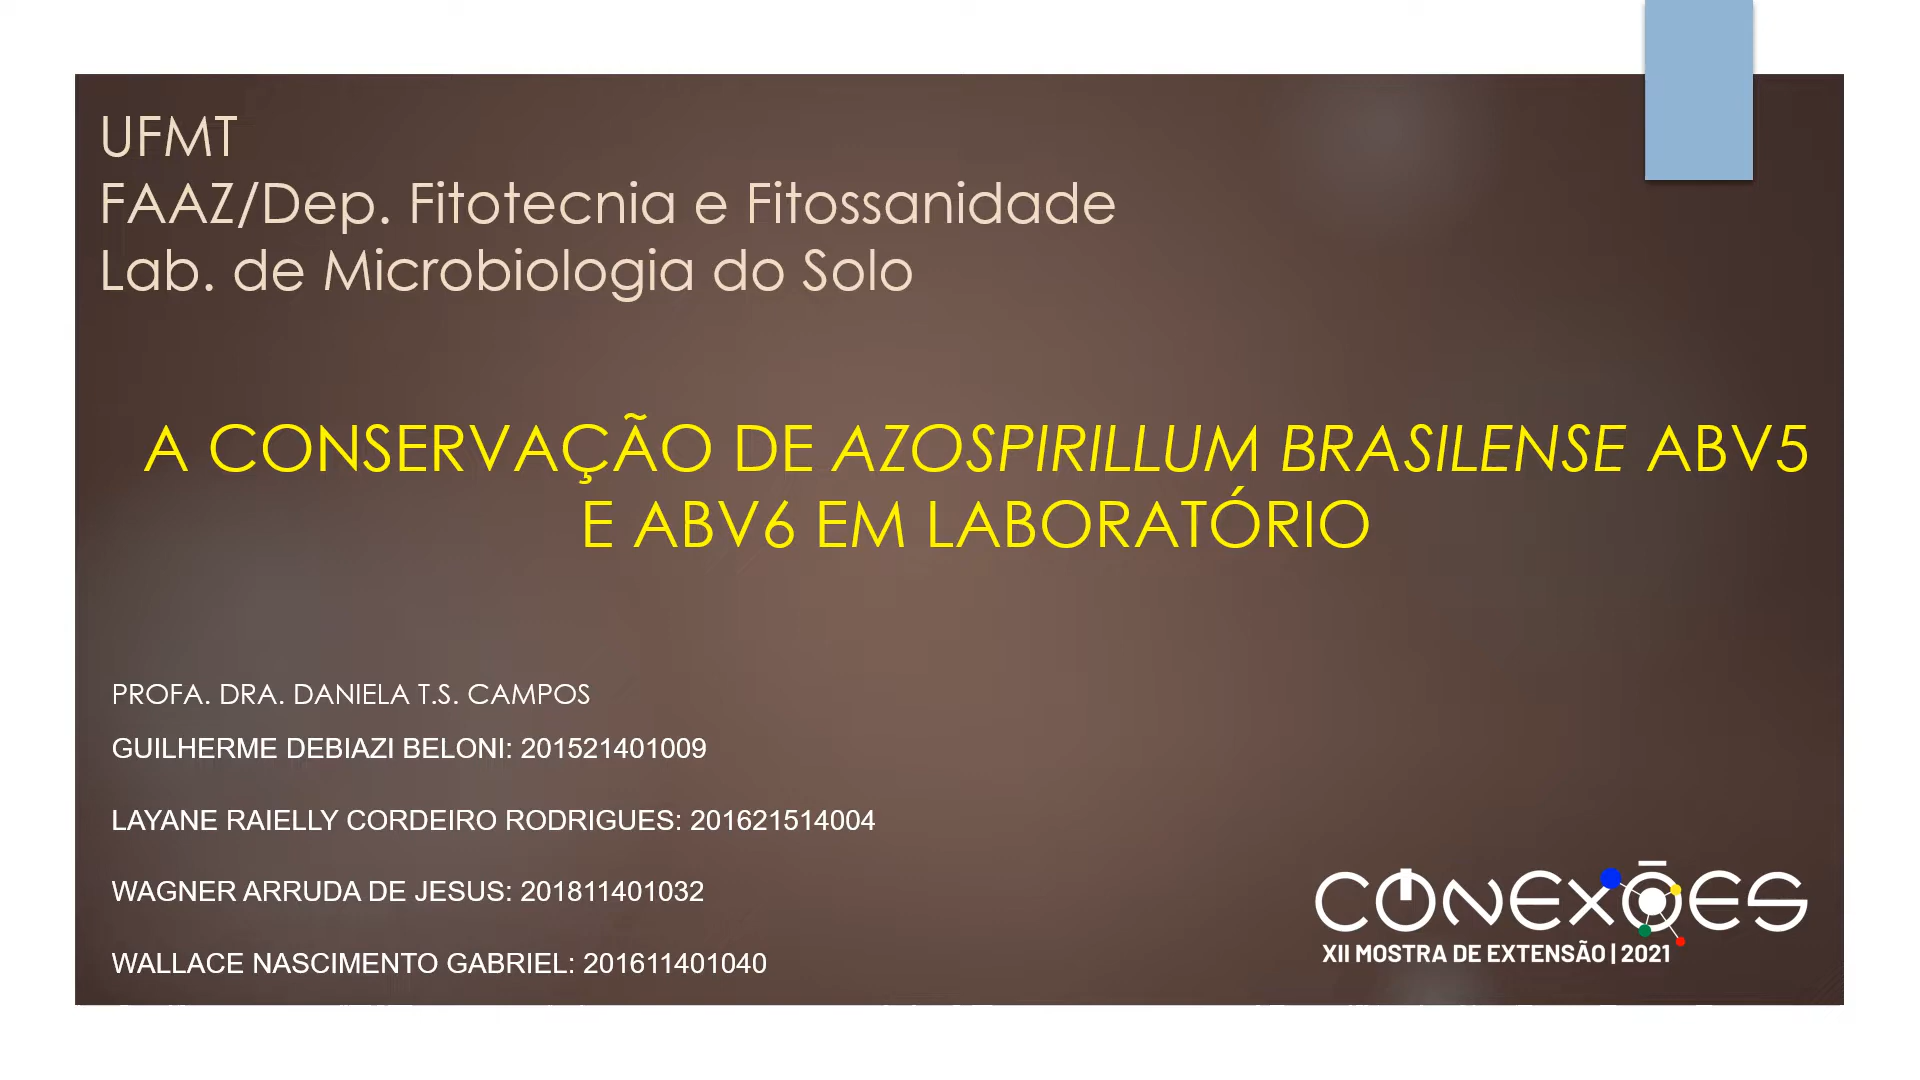 UFMT
FAAZ/Dep. Fitotecnia e Fitossanidade
Lab. de Microbiologia do Solo
A CONSERVAÇÃO DE AZOSPIRILLUM BRASILENSE ABV5
E ABV6 EM LABORATÓRIO
PROFA. DRA. DANIELA T.S. CAMPOS
GUILHERME DEBIAZI BELONI: 201521401009
LAYANE RAIELLY CORDEIRO RODRIGUES: 201621514004
WAGNER ARRUDA DE JESUS: 201811401032
WALLACE NASCIMENTO GABRIEL: 201611401040
CONEXÕES
XII MOSTRA DE EXTENSÃO | 2021